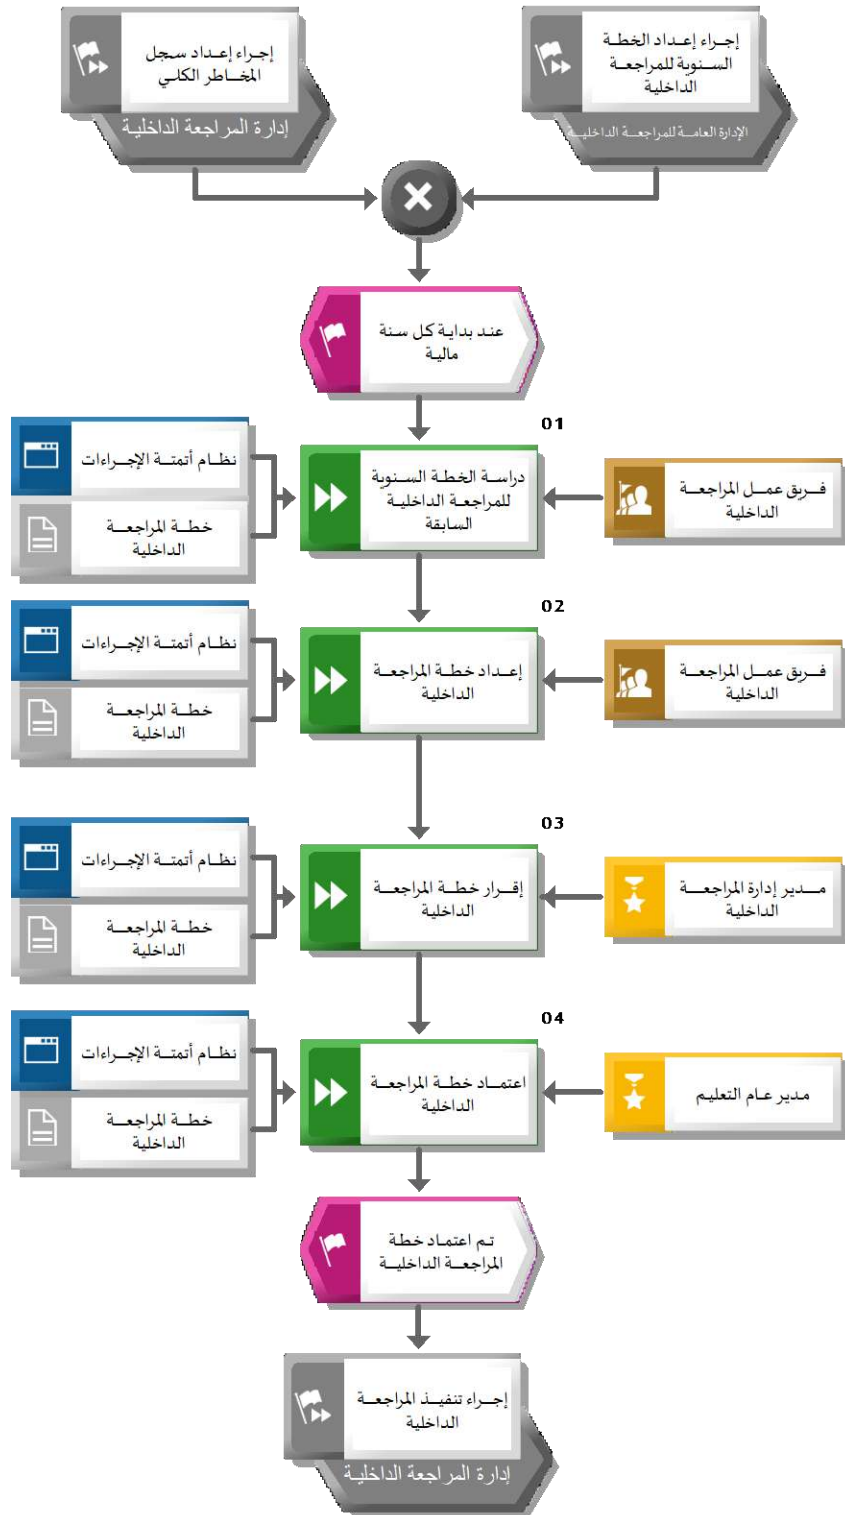 إجراء إعداد الخطة
السنوية للمراجعة
الداخلية
الإدارة العامة للمراجعة الداخلية
إجراء إعداد سجل
المخاطر الكلي
إدارة المراجعة الداخلية
عند بداية كل سنة
مالية
01
فريق عمل المراجعة
الداخلية
دراسة الخطة السنوية
للمراجعة الداخلية
السابقة
نظام أتمتة الإجراءات
خطة المراجعة
الداخلية
02
فريق عمل المراجعة
الداخلية
إعداد خطة المراجعة
الداخلية
نظام أتمتة الإجراءات
خطة المراجعة
الداخلية
03
مدير إدارة المراجعة
الداخلية
إقرار خطة المراجعة
الداخلية
نظام أتمتة الإجراءات
خطة المراجعة
الداخلية
04
مدير عام التعليم
اعتماد خطة المراجعة
الداخلية
نظام أتمتة الإجراءات
خطة المراجعة
الداخلية
تم اعتماد خطة
المراجعة الداخلية
إجراء تنفيذ المراجعة
الداخلية
إدارة المراجعة الداخلية